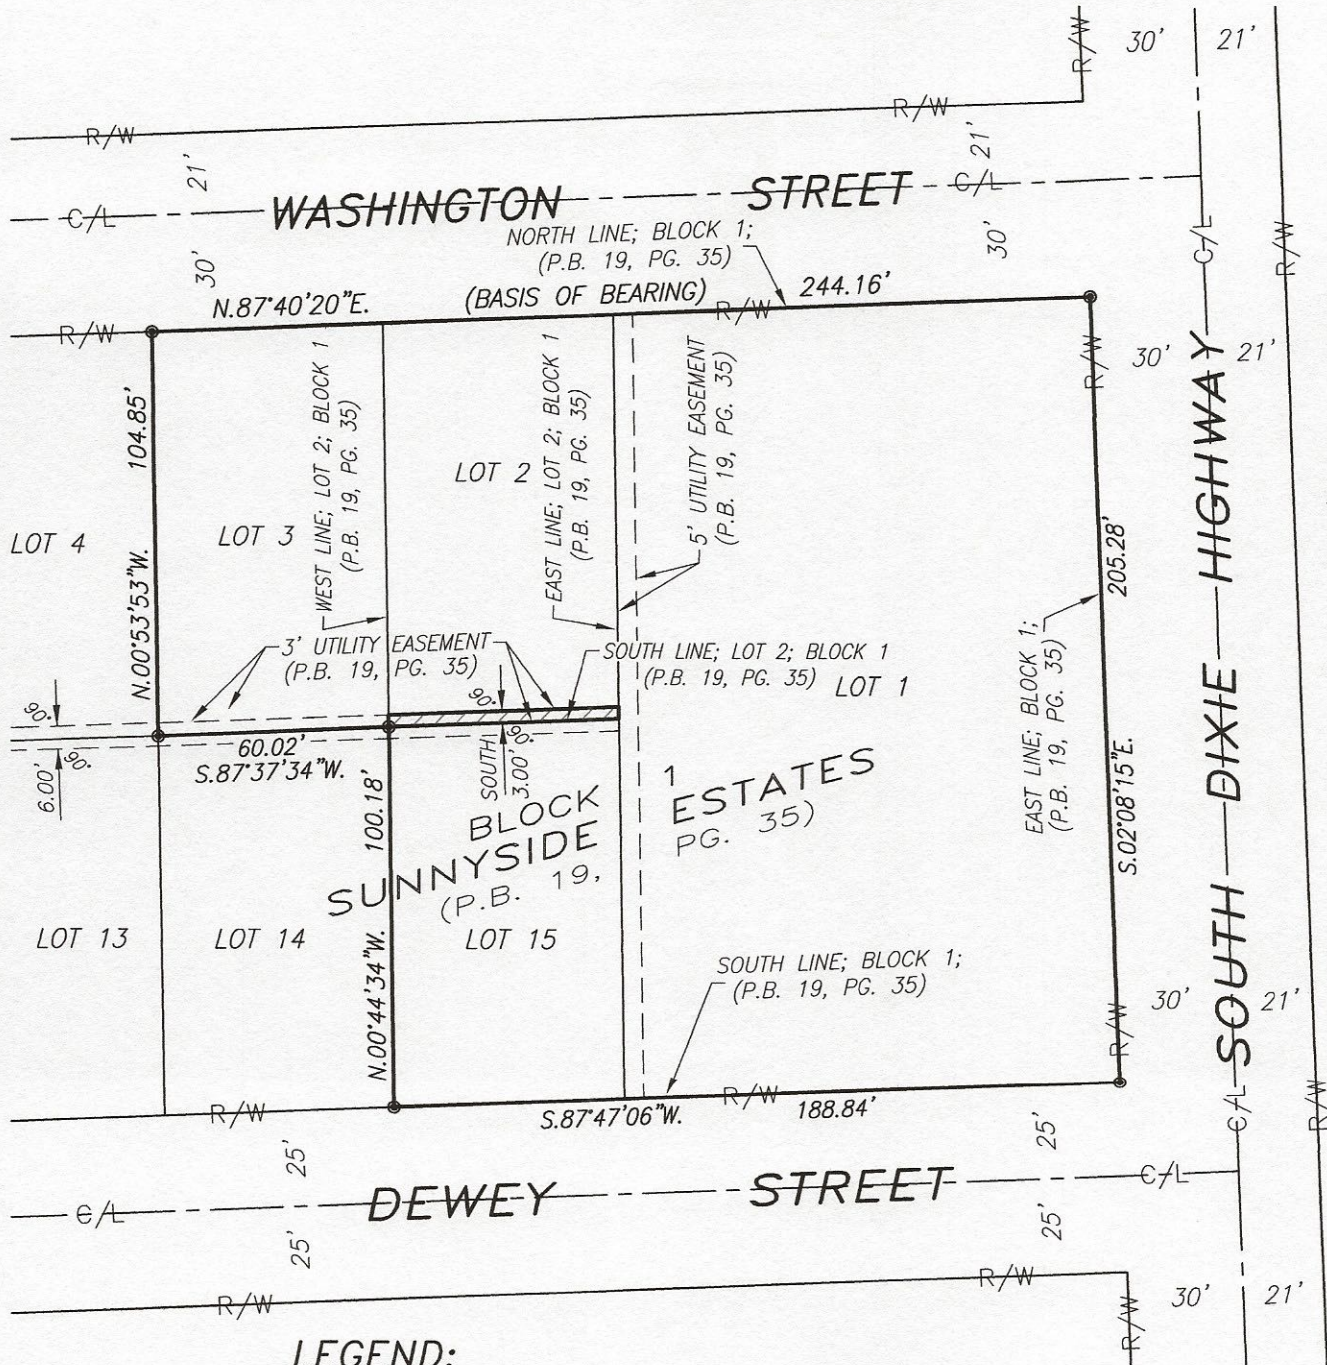 R/W 30' 21'
R/W
R/W
R/W
21'
21'
C/L WASHINGTON STREET C/L
NORTH LINE; BLOCK 1;
(P.B. 19, PG. 35)
30'
30'
C/L
R/W
N.87°40'20"E.
(BASIS OF BEARING)
R/W
244.16'
R/W
R/W
30' 21'
104.85'
N.00°53'53"W.
WEST LINE; LOT 2; BLOCK 1
(P.B. 19, PG. 35)
EAST LINE; LOT 2; BLOCK 1
(P.B. 19, PG. 35)
5' UTILITY EASEMENT
(P.B. 19, PG. 35)
LOT 2
LOT 3
LOT 4
205.28'
EAST LINE; BLOCK 1;
(P.B. 19, PG. 35)
S.02°08'15"E.
SOUTH DIXIE HIGHWAY
3' UTILITY EASEMENT
(P.B. 19, PG. 35)
SOUTH LINE; LOT 2; BLOCK 1
(P.B. 19, PG. 35)
LOT 1
90°
90°
90°
90°
6.00'
60.02'
S.87°37'34"W.
SOUTH
3.00'
100.18'
N.00°44'34"W.
BLOCK 1
SUNNYSIDE ESTATES
(P.B. 19, PG. 35)
LOT 13
LOT 14
LOT 15
SOUTH LINE; BLOCK 1;
(P.B. 19, PG. 35)
30' 21'
R/W
R/W
R/W
R/W
S.87°47'06"W.
188.84'
C/L
25'
25'
C/L DEWEY STREET C/L
25'
25'
R/W
R/W
R/W
30' 21'
LEGEND: